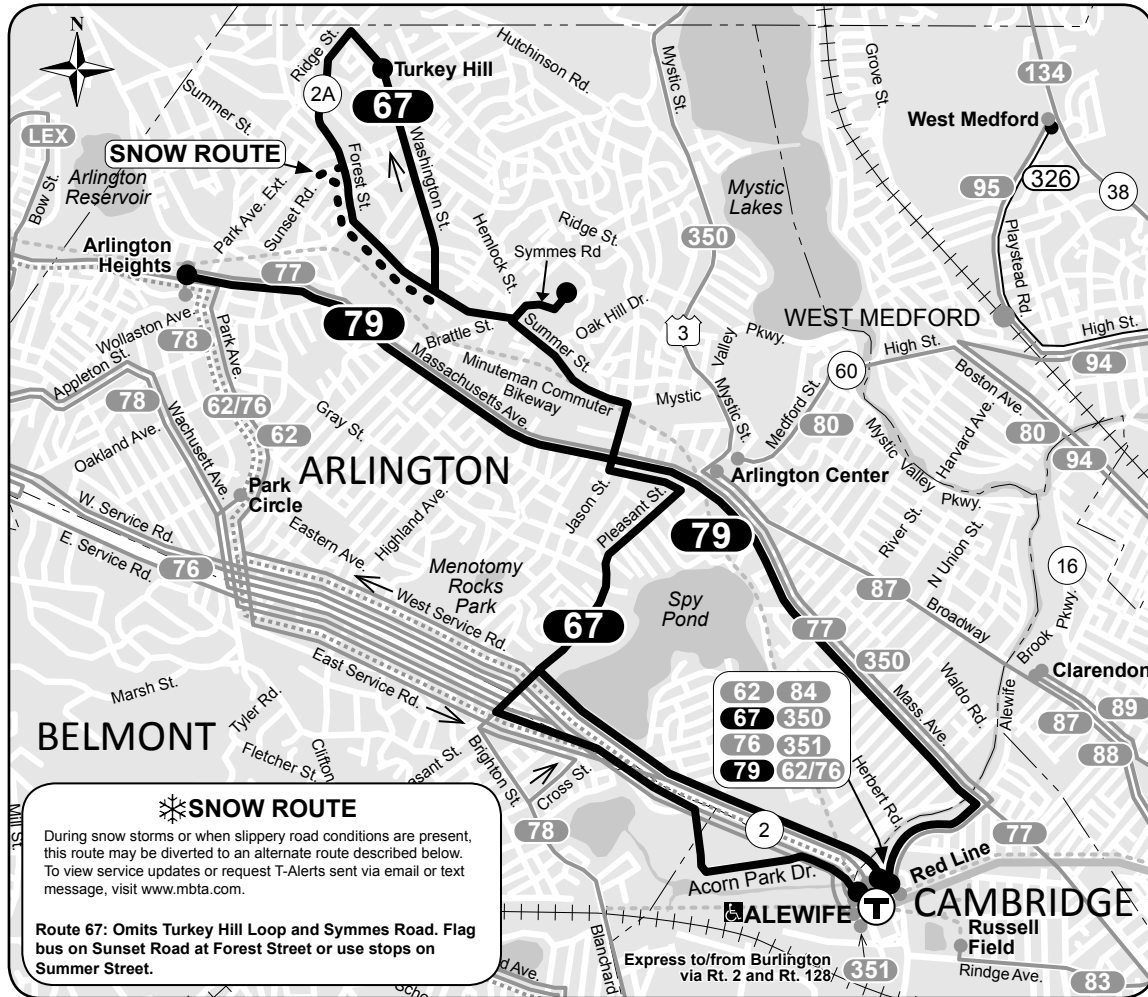 N
Ridge St.
Hutchinson Rd.
Turkey Hill
2A
67
Mystic St.
Grove St.
134
Summer St.
West Medford
LEX
SNOW ROUTE
Arlington
Reservoir
Bow St.
Park Ave. Ext.
Sunset Rd.
Forest St.
Washington St.
Mystic
Lakes
95
326
38
Playstead Rd.
Hemlock St.
Ridge St.
Symmes Rd
350
Arlington
Heights
77
79
Oak Hill Dr.
Summer St.
Brattle St.
3
Valley
Pkwy.
WEST MEDFORD
High St.
High St.
94
60
Wollaston Ave.
78
Park Ave.
Appleton St.
Massachusetts Ave.
Minuteman Commuter
Bikeway
Mystic
Mystic St.
Medford St.
80
Boston Ave.
Harvard Ave.
80
94
78
62/76
62
Gray St.
Oakland Ave.
Wachusett Ave.
ARLINGTON
Arlington Center
Mystic Valley
Pkwy.
Park
Circle
W. Service Rd.
E. Service Rd.
76
Eastern Ave.
Highland Ave.
Jason St.
Pleasant St.
79
River St.
N Union St.
16
Menotomy
Rocks
Park
West Service Rd.
67
Spy
Pond
87
Broadway
77
350
Brook
Pkwy.
Alewife
Clarendon
East Service Rd.
Marsh St.
Tyler Rd.
BELMONT
Fletcher St.
Clifton
easant St.
Brighton St.
Cross St.
62 84
67 350
76 351
79 62/76
Mass. Ave.
Waldo Rd.
Herbert Rd.
87
89
88
Mill St.
SNOW ROUTE
During snow storms or when slippery road conditions are present,
this route may be diverted to an alternate route described below.
To view service updates or request T-Alerts sent via email or text
message, visit www.mbta.com.
Route 67: Omits Turkey Hill Loop and Symmes Road. Flag
bus on Sunset Road at Forest Street or use stops on
Summer Street.
78
2
77
Acorn Park Dr.
Red Line
ALEWIFE
T
CAMBRIDGE
Russell
Field
Blanchard
Express to/from Burlington
via Rt. 2 and Rt. 128
351
Rindge Ave.
83
d Ave.
Scho